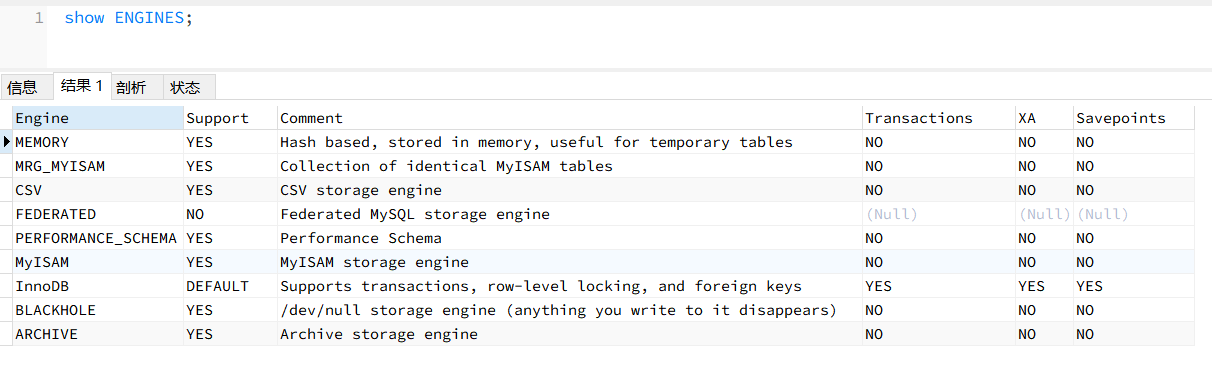 1 show ENGINES;
信息 结果 1 剖析 状态
Engine Support Comment Transactions XA Savepoints
MEMORY YES Hash based, stored in memory, useful for temporary tables NO NO NO
MRG_MYISAM YES Collection of identical MyISAM tables NO NO NO
CSV YES CSV storage engine NO NO NO
FEDERATED NO Federated MySQL storage engine (Null) (Null) (Null)
PERFORMANCE_SCHEMA YES Performance Schema NO NO NO
MyISAM YES MyISAM storage engine NO NO NO
InnoDB DEFAULT Supports transactions, row-level locking, and foreign keys YES YES YES
BLACKHOLE YES /dev/null storage engine (anything you write to it disappears) NO NO NO
ARCHIVE YES Archive storage engine NO NO NO